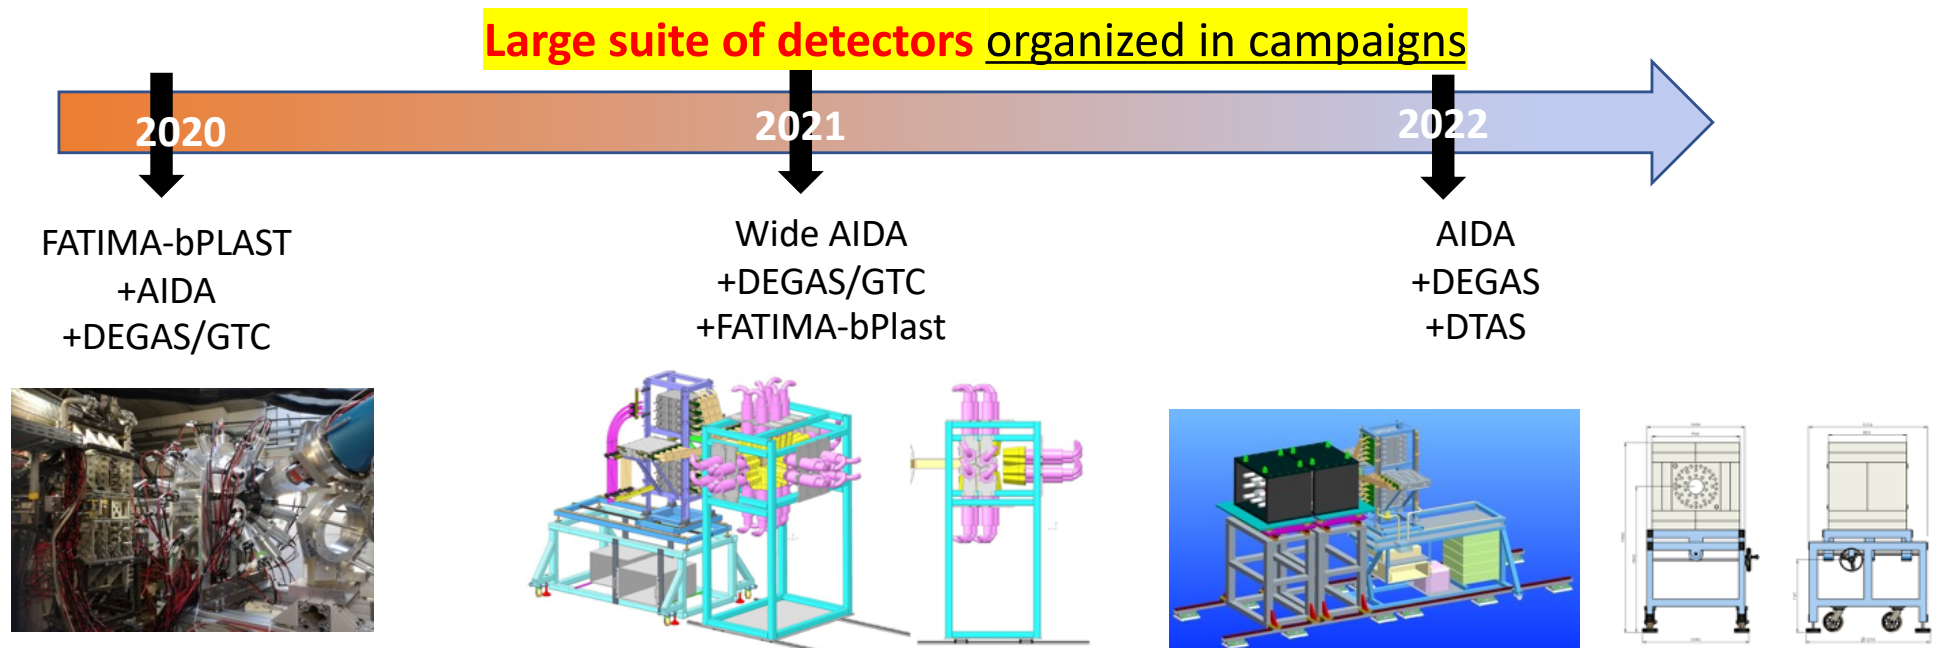 Large suite of detectors organized in campaigns
2020
2021
2022
FATIMA-bPLAST
+AIDA
+DEGAS/GTC
Wide AIDA
+DEGAS/GTC
+FATIMA-bPlast
AIDA
+DEGAS
+DTAS